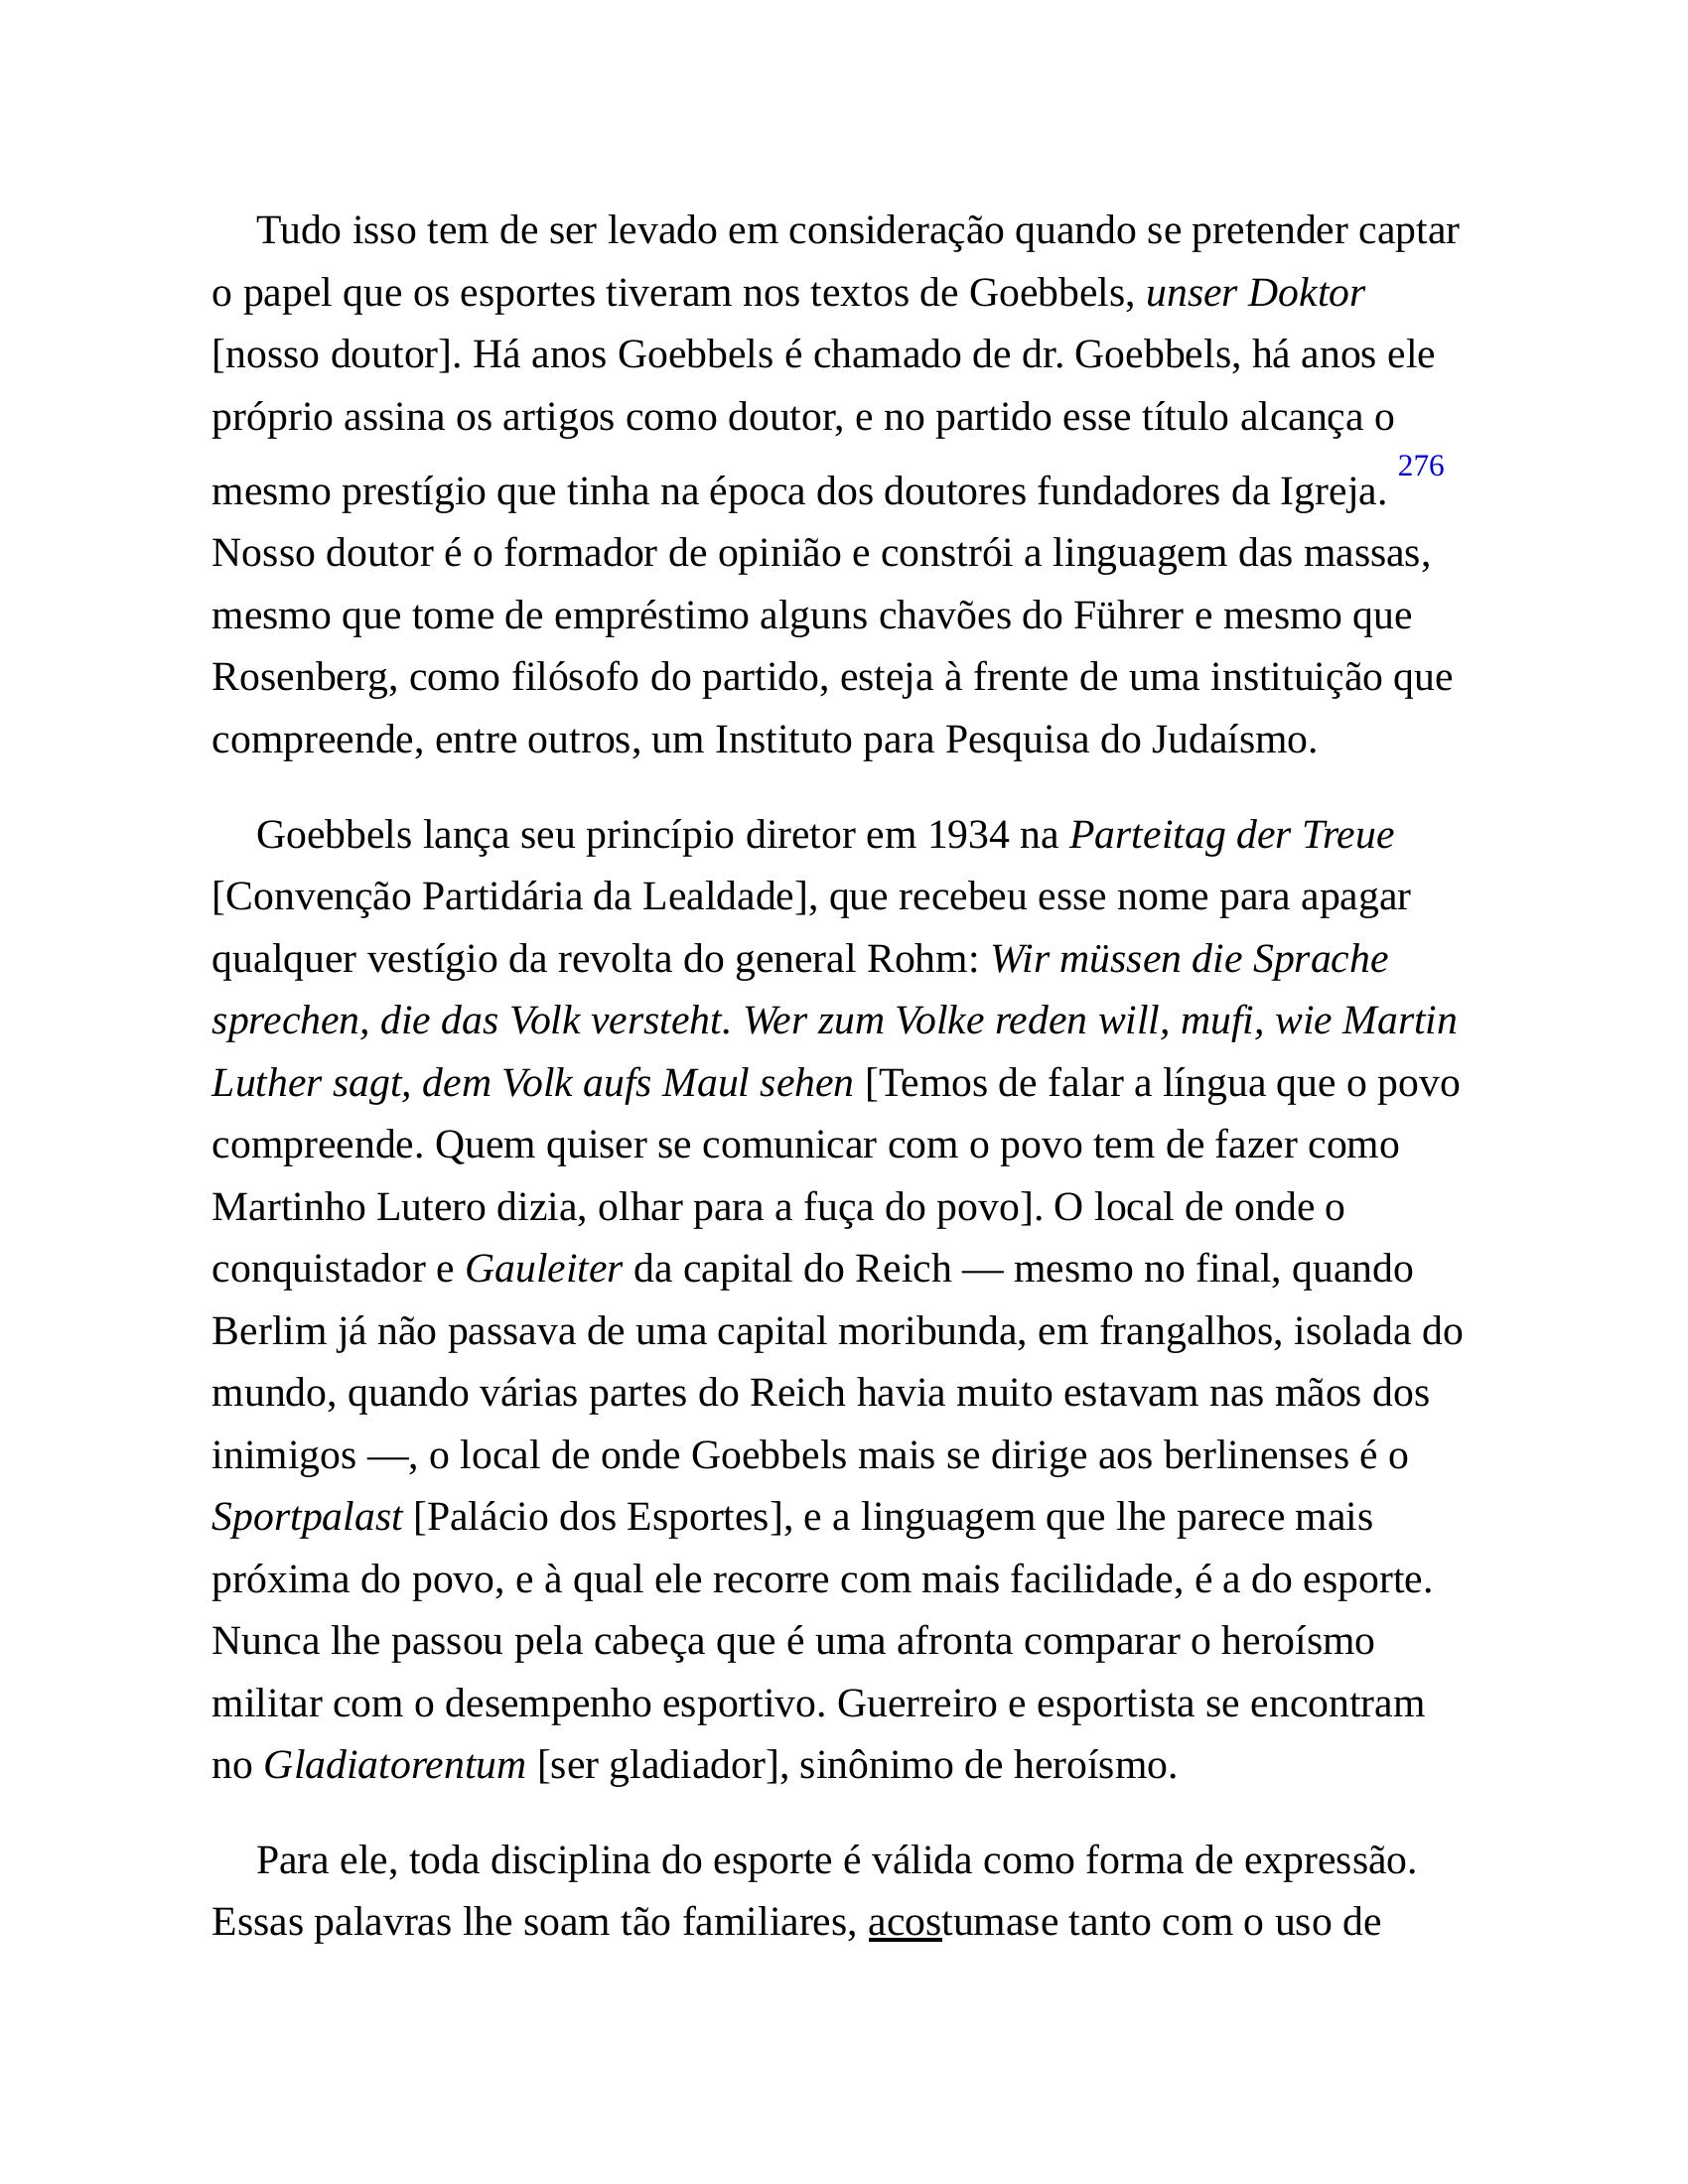 Tudo isso tem de ser levado em consideração quando se pretender captar
o papel que os esportes tiveram nos textos de Goebbels, unser Doktor
[nosso doutor]. Há anos Goebbels é chamado de dr. Goebbels, há anos ele
próprio assina os artigos como doutor, e no partido esse título alcança o
mesmo prestígio que tinha na época dos doutores fundadores da Igreja. 276
Nosso doutor é o formador de opinião e constrói a linguagem das massas,
mesmo que tome de empréstimo alguns chavões do Führer e mesmo que
Rosenberg, como filósofo do partido, esteja à frente de uma instituição que
compreende, entre outros, um Instituto para Pesquisa do Judaísmo.
Goebbels lança seu princípio diretor em 1934 na Parteitag der Treue
[Convenção Partidária da Lealdade], que recebeu esse nome para apagar
qualquer vestígio da revolta do general Rohm: Wir müssen die Sprache
sprechen, die das Volk versteht. Wer zum Volke reden will, mufi, wie Martin
Luther sagt, dem Volk aufs Maul sehen [Temos de falar a língua que o povo
compreende. Quem quiser se comunicar com o povo tem de fazer como
Martinho Lutero dizia, olhar para a fuça do povo]. O local de onde o
conquistador e Gauleiter da capital do Reich — mesmo no final, quando
Berlim já não passava de uma capital moribunda, em frangalhos, isolada do
mundo, quando várias partes do Reich havia muito estavam nas mãos dos
inimigos —, o local de onde Goebbels mais se dirige aos berlinenses é o
Sportpalast [Palácio dos Esportes], e a linguagem que lhe parece mais
próxima do povo, e à qual ele recorre com mais facilidade, é a do esporte.
Nunca lhe passou pela cabeça que é uma afronta comparar o heroísmo
militar com o desempenho esportivo. Guerreiro e esportista se encontram
no Gladiatorentum [ser gladiador], sinônimo de heroísmo.
Para ele, toda disciplina do esporte é válida como forma de expressão.
Essas palavras lhe soam tão familiares, acostumase tanto com o uso de